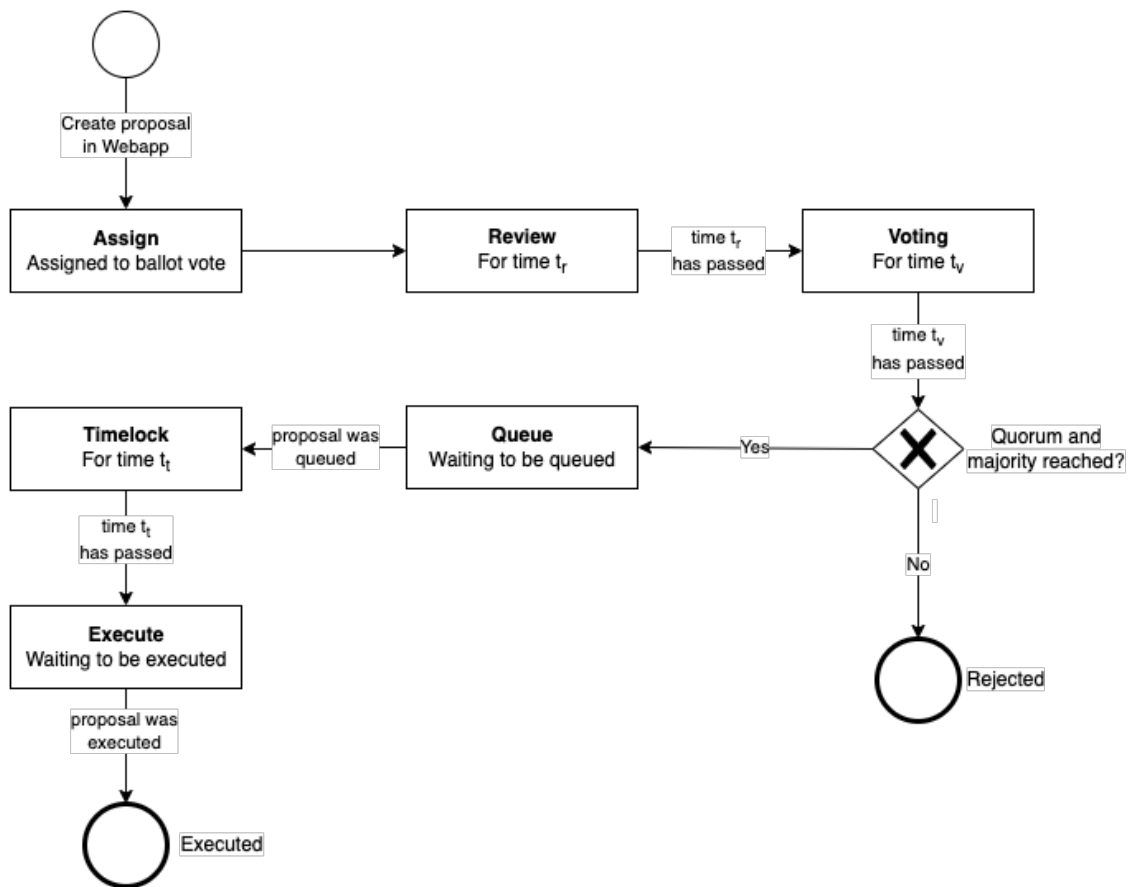 Create proposal
in Webapp
Assign
Assigned to ballot vote
Review
For time tᵣ
time tᵣ
has passed
Voting
For time tᵥ
time tᵥ
has passed
Quorum and
majority reached?
Yes
Queue
Waiting to be queued
proposal was
queued
Timelock
For time tₜ
time tₜ
has passed
No
Execute
Waiting to be executed
Rejected
proposal was
executed
Executed